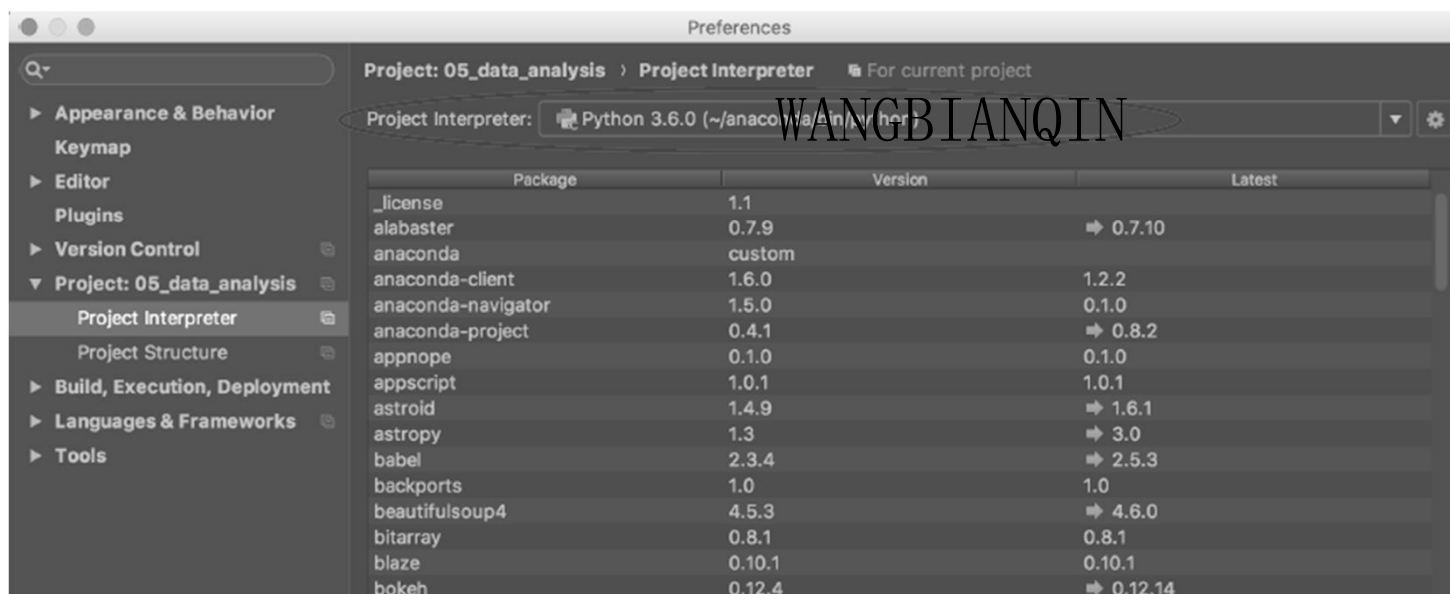 Preferences
Project: 05_data_analysis › Project Interpreter For current project
Appearance & Behavior
Keymap
Editor
Plugins
Version Control
Project: 05_data_analysis
Project Interpreter
Project Structure
Build, Execution, Deployment
Languages & Frameworks
Tools
Project Interpreter: Python 3.6.0 (~/anaconda/bin/python)
WANGBIANQIN
Package Version Latest
_license 1.1
alabaster 0.7.9 0.7.10
anaconda custom
anaconda-client 1.6.0 1.2.2
anaconda-navigator 1.5.0 0.1.0
anaconda-project 0.4.1 0.8.2
appnope 0.1.0 0.1.0
appscript 1.0.1 1.0.1
astroid 1.4.9 1.6.1
astropy 1.3 3.0
babel 2.3.4 2.5.3
backports 1.0 1.0
beautifulsoup4 4.5.3 4.6.0
bitarray 0.8.1 0.8.1
blaze 0.10.1 0.10.1
bokeh 0.12.4 0.12.14